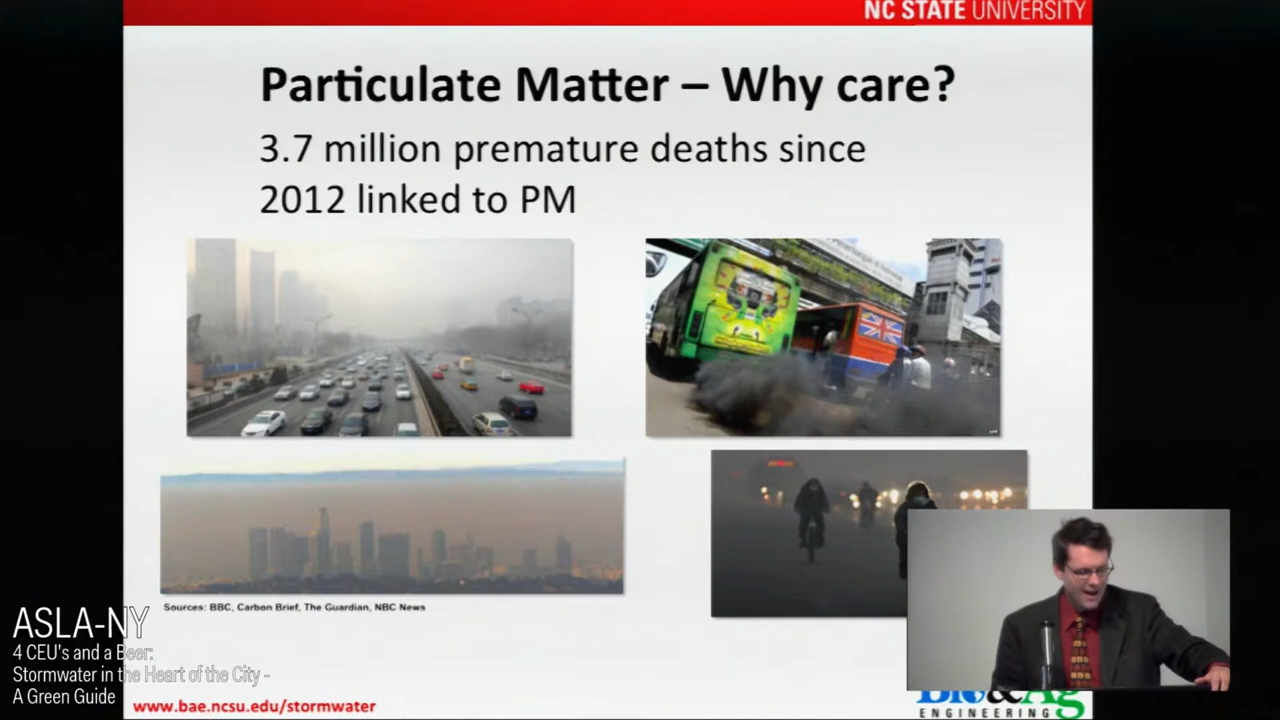 NC STATE UNIVERSITY
Particulate Matter – Why care?
3.7 million premature deaths since
2012 linked to PM
Sources: BBC, Carbon Brief, The Guardian, NBC News
ASLA-NY
4 CEU's and a Beer:
Stormwater in the Heart of the City -
A Green Guide
www.bae.ncsu.edu/stormwater
ENGINEERING